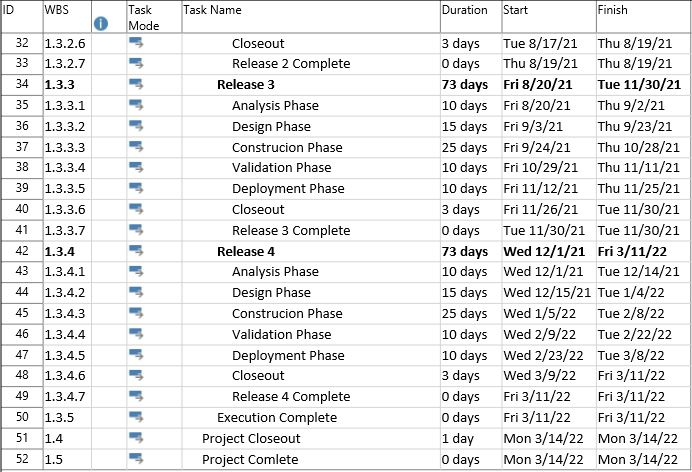 ID WBS Task Mode Task Name Duration Start Finish
32 1.3.2.6 Closeout 3 days Tue 8/17/21 Thu 8/19/21
33 1.3.2.7 Release 2 Complete 0 days Thu 8/19/21 Thu 8/19/21
34 1.3.3 Release 3 73 days Fri 8/20/21 Tue 11/30/21
35 1.3.3.1 Analysis Phase 10 days Fri 8/20/21 Thu 9/2/21
36 1.3.3.2 Design Phase 15 days Fri 9/3/21 Thu 9/23/21
37 1.3.3.3 Construcion Phase 25 days Fri 9/24/21 Thu 10/28/21
38 1.3.3.4 Validation Phase 10 days Fri 10/29/21 Thu 11/11/21
39 1.3.3.5 Deployment Phase 10 days Fri 11/12/21 Thu 11/25/21
40 1.3.3.6 Closeout 3 days Fri 11/26/21 Tue 11/30/21
41 1.3.3.7 Release 3 Complete 0 days Tue 11/30/21 Tue 11/30/21
42 1.3.4 Release 4 73 days Wed 12/1/21 Fri 3/11/22
43 1.3.4.1 Analysis Phase 10 days Wed 12/1/21 Tue 12/14/21
44 1.3.4.2 Design Phase 15 days Wed 12/15/21 Tue 1/4/22
45 1.3.4.3 Construcion Phase 25 days Wed 1/5/22 Tue 2/8/22
46 1.3.4.4 Validation Phase 10 days Wed 2/9/22 Tue 2/22/22
47 1.3.4.5 Deployment Phase 10 days Wed 2/23/22 Tue 3/8/22
48 1.3.4.6 Closeout 3 days Wed 3/9/22 Fri 3/11/22
49 1.3.4.7 Release 4 Complete 0 days Fri 3/11/22 Fri 3/11/22
50 1.3.5 Execution Complete 0 days Fri 3/11/22 Fri 3/11/22
51 1.4 Project Closeout 1 day Mon 3/14/22 Mon 3/14/22
52 1.5 Project Comlete 0 days Mon 3/14/22 Mon 3/14/22